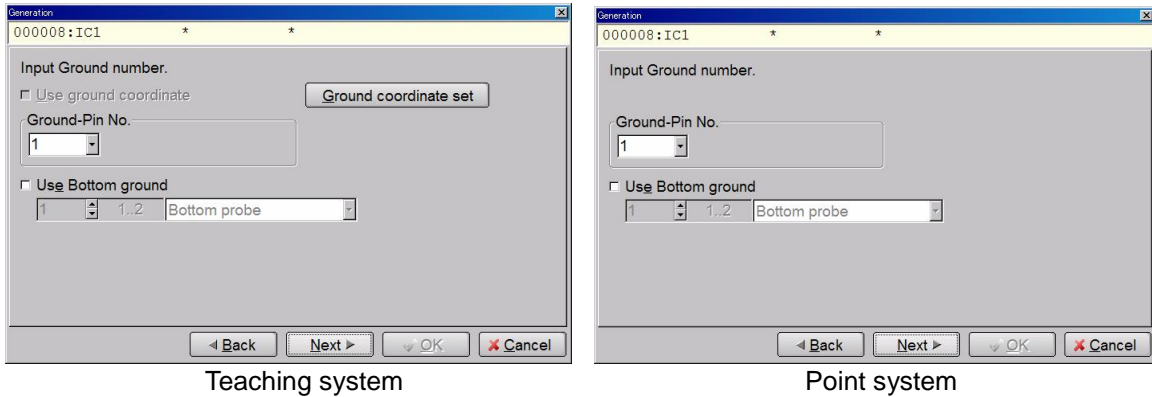 Generation
000008:IC1 * *
Input Ground number.
Use ground coordinate
Ground coordinate set
Ground-Pin No.
1
Use Bottom ground
1 1..2 Bottom probe
Back Next OK Cancel
Teaching system
Generation
000008:IC1 * *
Input Ground number.
Ground-Pin No.
1
Use Bottom ground
1 1..2 Bottom probe
Back Next OK Cancel
Point system